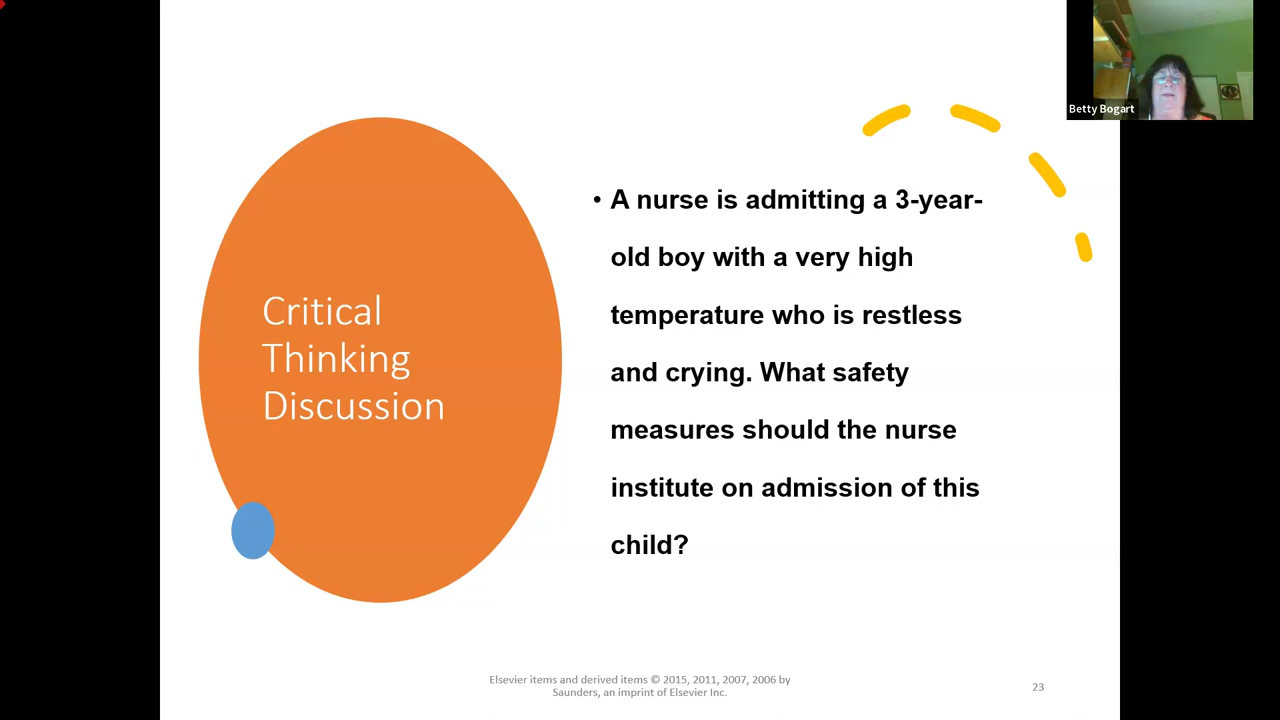 Betty Bogart
Critical
Thinking
Discussion
• A nurse is admitting a 3-year-
old boy with a very high
temperature who is restless
and crying. What safety
measures should the nurse
institute on admission of this
child?
Elsevier items and derived items © 2015, 2011, 2007, 2006 by
Saunders, an imprint of Elsevier Inc.
23